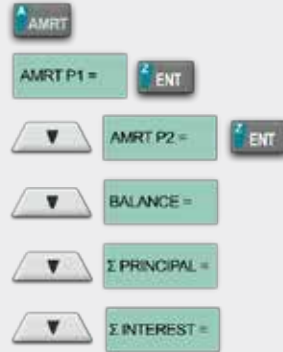 A
AMRT
AMRT P1 = Z ENT
▼ AMRT P2 = Z ENT
▼ BALANCE =
▼ Σ PRINCIPAL =
▼ Σ INTEREST =